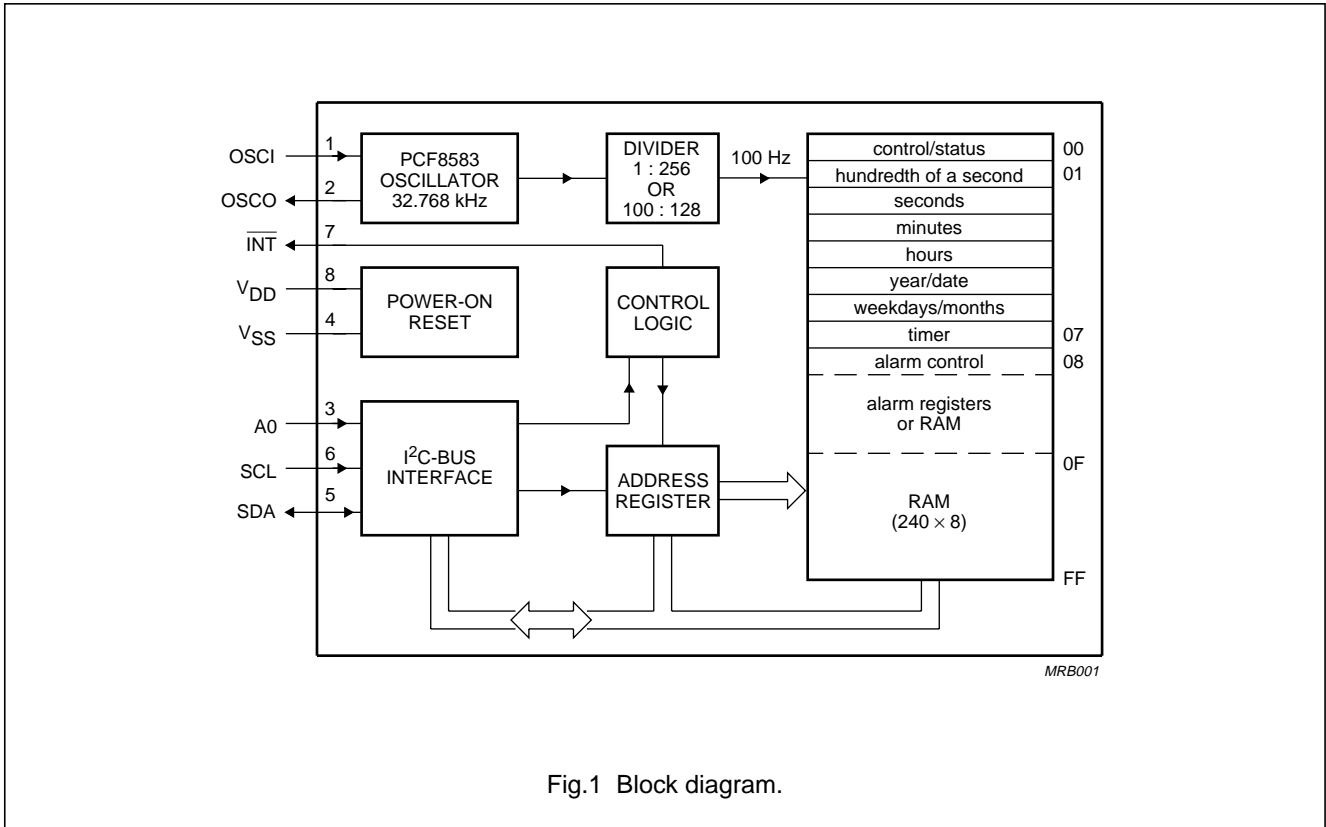 OSCI
1
OSCO
2
INT
7
VDD
8
VSS
4
A0
3
SCL
6
SDA
5
PCF8583
OSCILLATOR
32.768 kHz
DIVIDER
1 : 256
OR
100 : 128
100 Hz
POWER-ON
RESET
CONTROL
LOGIC
I2C-BUS
INTERFACE
ADDRESS
REGISTER
control/status 00
hundredth of a second 01
seconds
minutes
hours
year/date
weekdays/months
timer 07
alarm control 08
alarm registers
or RAM
0F
RAM
(240 × 8)
FF
MRB001
Fig.1 Block diagram.